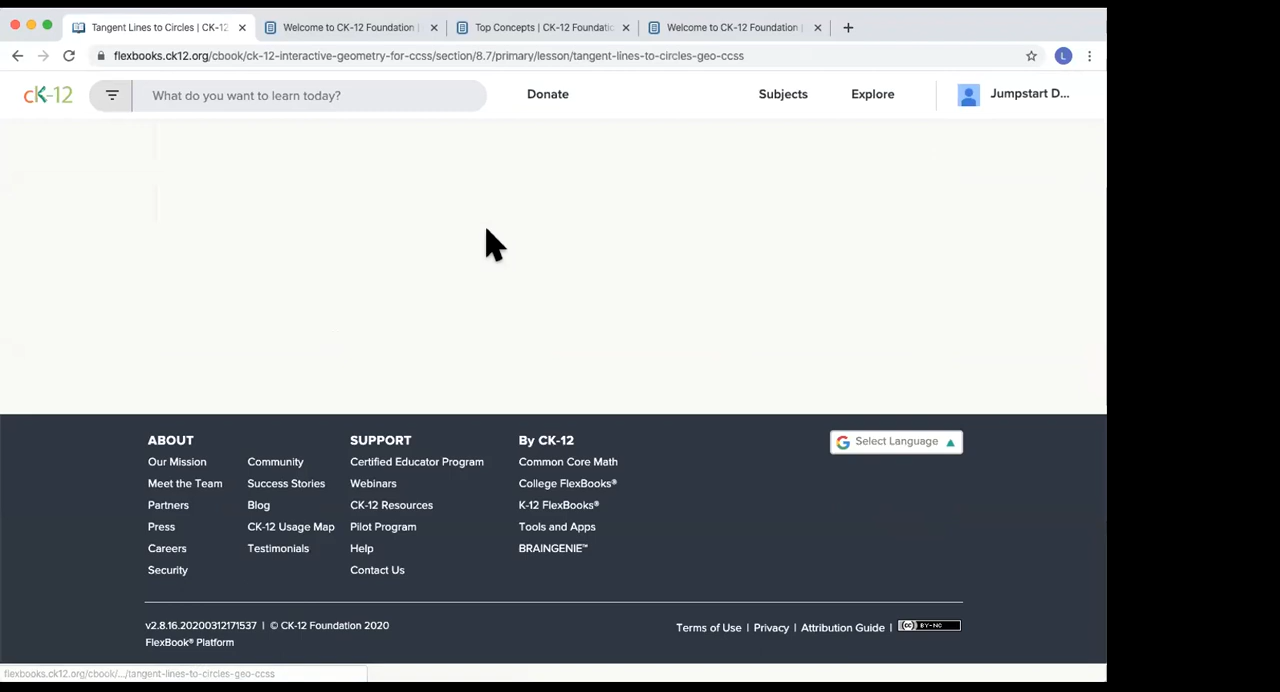 Tangent Lines to Circles | CK-12
Welcome to CK-12 Foundation |
Top Concepts | CK-12 Foundatic
Welcome to CK-12 Foundation |
flexbooks.ck12.org/cbook/ck-12-interactive-geometry-for-ccss/section/8.7/primary/lesson/tangent-lines-to-circles-geo-ccss
L
cK-12
What do you want to learn today?
Donate
Subjects
Explore
Jumpstart D...
ABOUT
Our Mission
Meet the Team
Partners
Press
Careers
Security
Community
Success Stories
Blog
CK-12 Usage Map
Testimonials
SUPPORT
Certified Educator Program
Webinars
CK-12 Resources
Pilot Program
Help
Contact Us
By CK-12
Common Core Math
College FlexBooks®
K-12 FlexBooks®
Tools and Apps
BRAINGENIE™
G Select Language
v2.8.16.20200312171537 | © CK-12 Foundation 2020
FlexBook® Platform
Terms of Use | Privacy | Attribution Guide |
cc BY-NC
flexbooks.ck12.org/cbook/.../tangent-lines-to-circles-geo-ccss